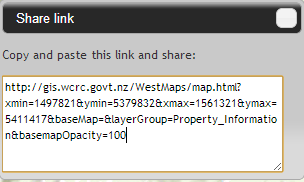 Share link
Copy and paste this link and share:
http://gis.wcrc.govt.nz/WestMaps/map.html?
xmin=1497821&ymin=5379832&xmax=1561321&ymax=
5411417&baseMap=&layerGroup=Property_Informatio
n&basemapOpacity=100